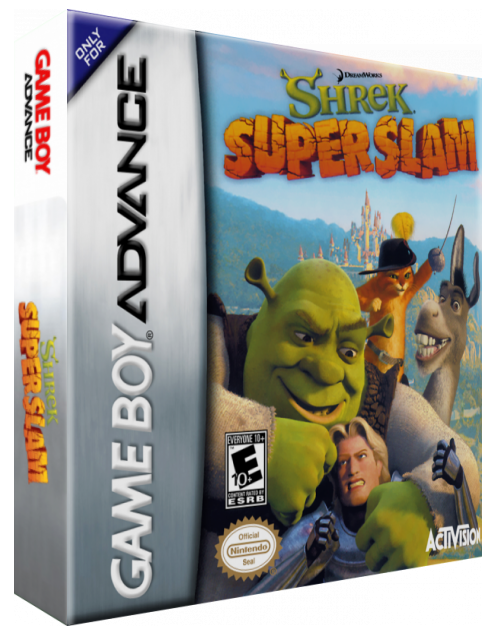 ONLY
FOR
GAME BOY
ADVANCE
SHREK
SUPER SLAM
GAME BOY® ADVANCE
DREAMWORKS
SHREK
SUPER SLAM
EVERYONE 10+
E
10+
CONTENT RATED BY
ESRB
Official
Nintendo
Seal
ACTIVISION